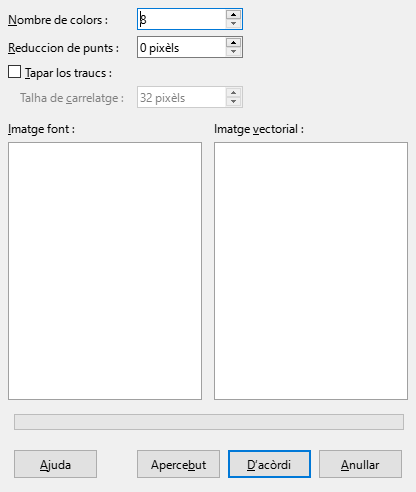 Nombre de colors : 8
Reduccion de punts : 0 pixèls
Tapar los traucs :
Talha de carrelatge : 32 pixèls
Imatge font : Imatge vectorial :
Ajuda Apercebut D'acòrdi Anullar